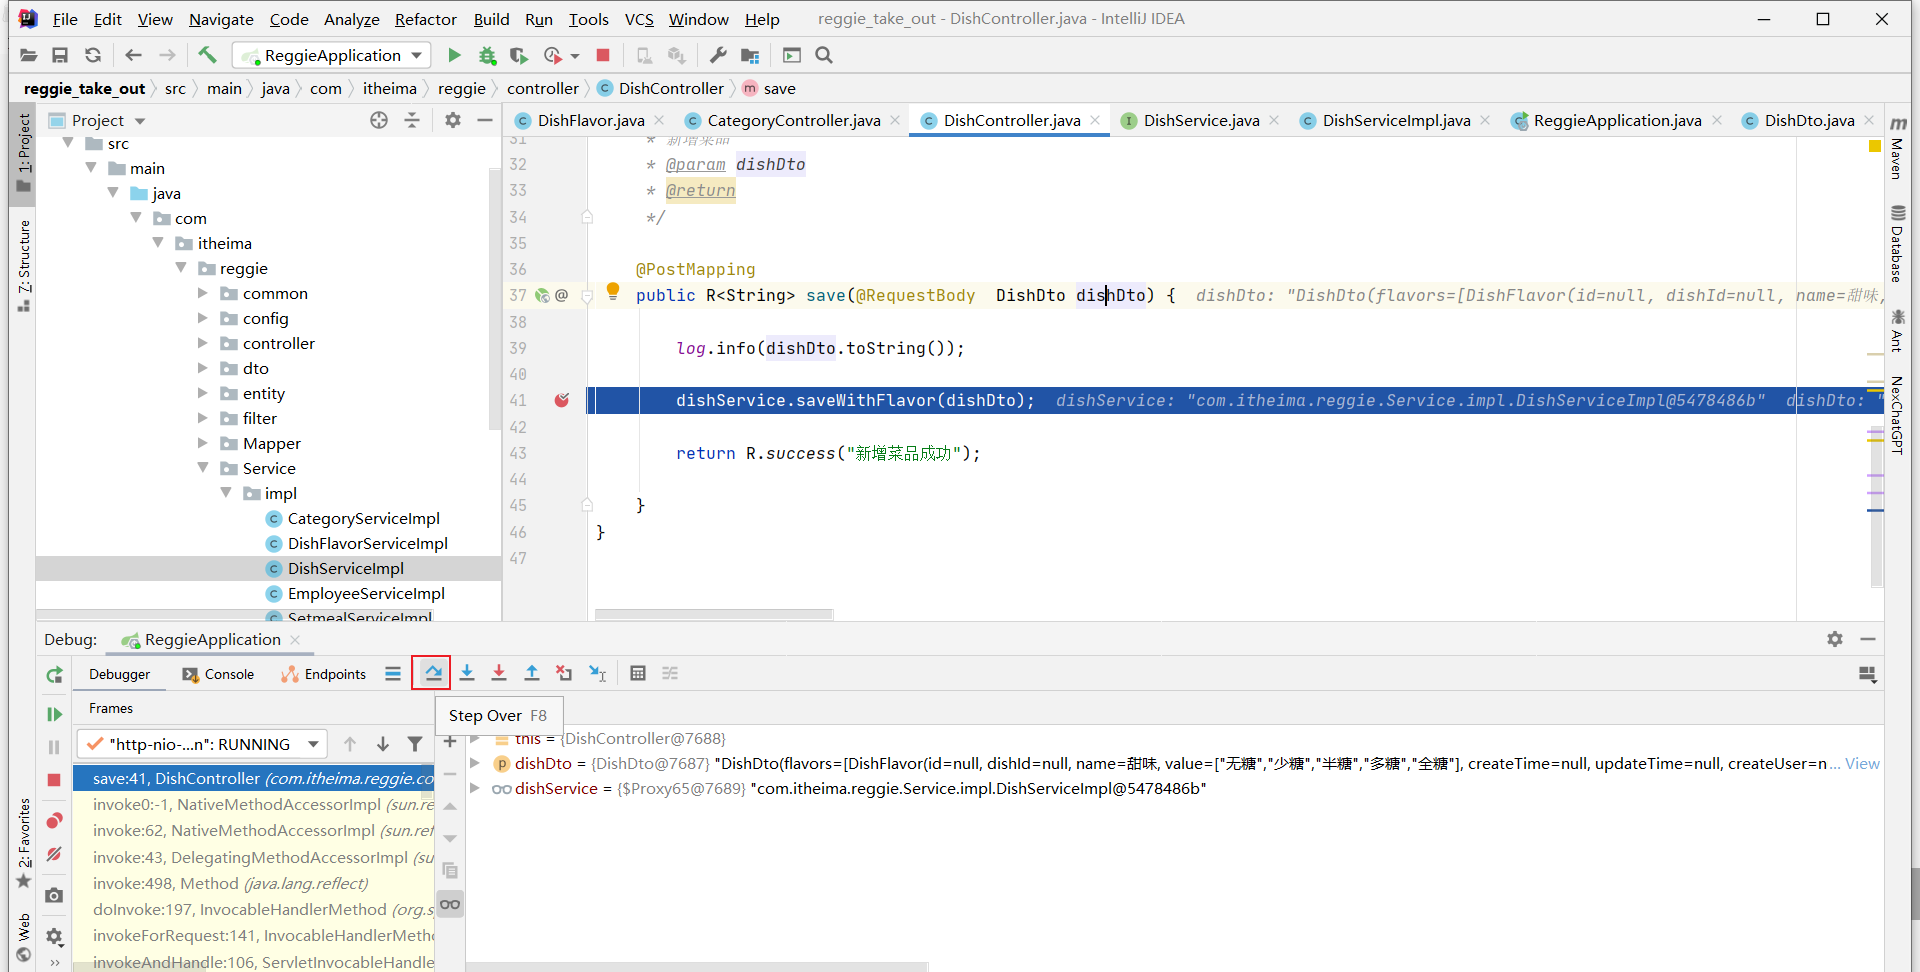 File Edit View Navigate Code Analyze Refactor Build Run Tools VCS Window Help reggie_take_out - DishController.java - IntelliJ IDEA
ReggieApplication
reggie_take_out src main java com itheima reggie controller C DishController m save
1: Project
7: Structure
2: Favorites
Web
Project
src
main
java
com
itheima
reggie
common
config
controller
dto
entity
filter
Mapper
Service
impl
C CategoryServiceImpl
C DishFlavorServiceImpl
C DishServiceImpl
C EmployeeServiceImpl
C SetmealServiceImpl
C DishFlavor.java C CategoryController.java C DishController.java I DishService.java C DishServiceImpl.java ReggieApplication.java C DishDto.java
31 * 新增菜品
32 * @param dishDto
33 * @return
34 */
35
36 @PostMapping
37 @ public R<String> save(@RequestBody DishDto dishDto) { dishDto: "DishDto(flavors=[DishFlavor(id=null, dishId=null, name=甜味,
38
39 log.info(dishDto.toString());
40
41 dishService.saveWithFlavor(dishDto); dishService: "com.itheima.reggie.Service.impl.DishServiceImpl@5478486b" dishDto: "
42
43 return R.success("新增菜品成功");
44
45 }
46 }
47
m Maven
Database
Ant
NexChatGPT
Debug: ReggieApplication
Debugger Console Endpoints
Step Over F8
Frames
"http-nio-...n": RUNNING
save:41, DishController (com.itheima.reggie.co
invoke0:-1, NativeMethodAccessorImpl (sun.re
invoke:62, NativeMethodAccessorImpl (sun.ref
invoke:43, DelegatingMethodAccessorImpl (su
invoke:498, Method (java.lang.reflect)
doInvoke:197, InvocableHandlerMethod (org.s
invokeForRequest:141, InvocableHandlerMetho
invokeAndHandle:106, ServletInvocableHandle
this = {DishController@7688}
p dishDto = {DishDto@7687} "DishDto(flavors=[DishFlavor(id=null, dishId=null, name=甜味, value=["无糖","少糖","半糖","多糖","全糖"], createTime=null, updateTime=null, createUser=n... View
dishService = {$Proxy65@7689} "com.itheima.reggie.Service.impl.DishServiceImpl@5478486b"